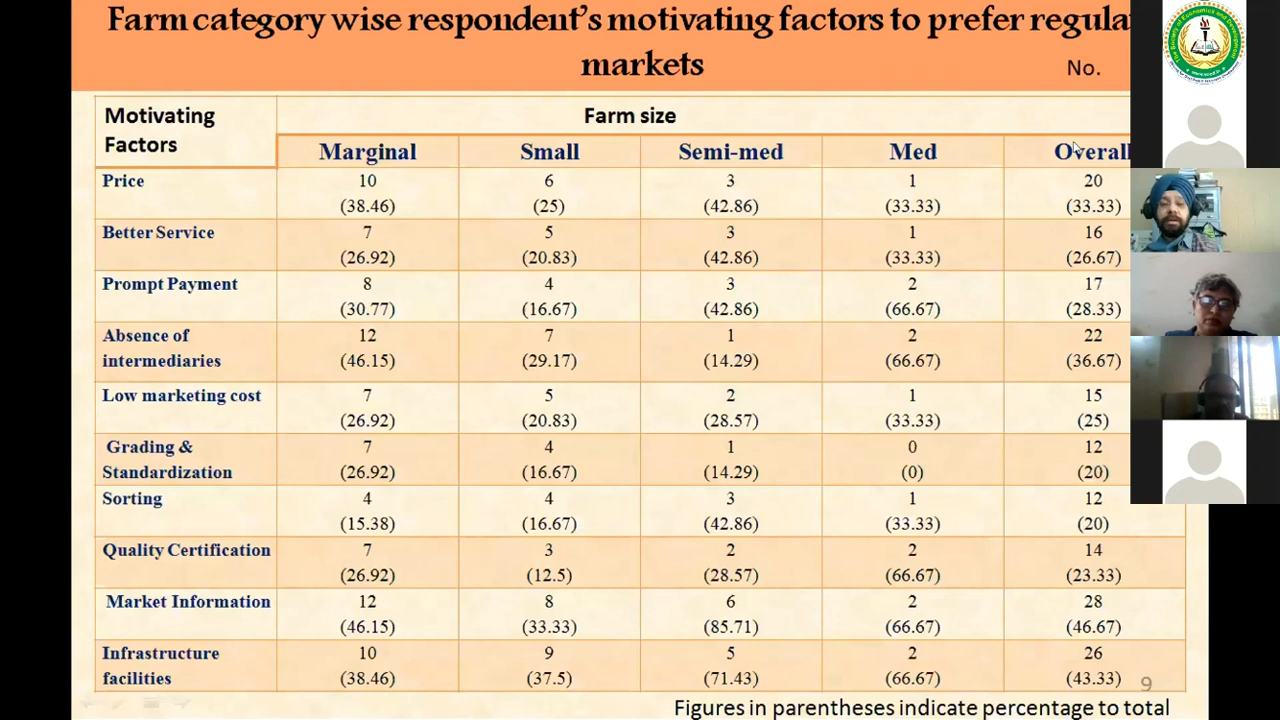 Farm category wise respondent's motivating factors to prefer regula
markets
No.
Motivating Factors Farm size
Marginal Small Semi-med Med Overall
Price 10 6 3 1 20
(38.46) (25) (42.86) (33.33) (33.33)
Better Service 7 5 3 1 16
(26.92) (20.83) (42.86) (33.33) (26.67)
Prompt Payment 8 4 3 2 17
(30.77) (16.67) (42.86) (66.67) (28.33)
Absence of 12 7 1 2 22
intermediaries (46.15) (29.17) (14.29) (66.67) (36.67)
Low marketing cost 7 5 2 1 15
(26.92) (20.83) (28.57) (33.33) (25)
Grading & 7 4 1 0 12
Standardization (26.92) (16.67) (14.29) (0) (20)
Sorting 4 4 3 1 12
(15.38) (16.67) (42.86) (33.33) (20)
Quality Certification 7 3 2 2 14
(26.92) (12.5) (28.57) (66.67) (23.33)
Market Information 12 8 6 2 28
(46.15) (33.33) (85.71) (66.67) (46.67)
Infrastructure 10 9 5 2 26
facilities (38.46) (37.5) (71.43) (66.67) (43.33)
9
Figures in parentheses indicate percentage to total